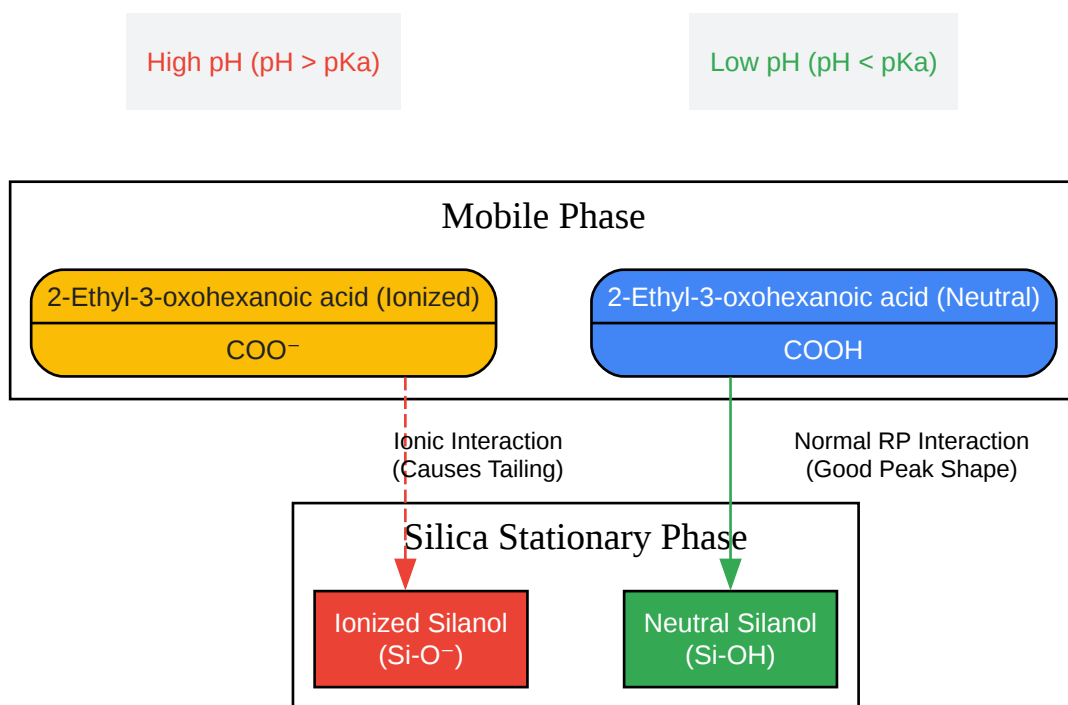 High pH (pH > pKa)
Low pH (pH < pKa)
Mobile Phase
2-Ethyl-3-oxohexanoic acid (Ionized)
COO⁻
2-Ethyl-3-oxohexanoic acid (Neutral)
COOH
Ionic Interaction
(Causes Tailing)
Normal RP Interaction
(Good Peak Shape)
Silica Stationary Phase
Ionized Silanol
(Si-O⁻)
Neutral Silanol
(Si-OH)